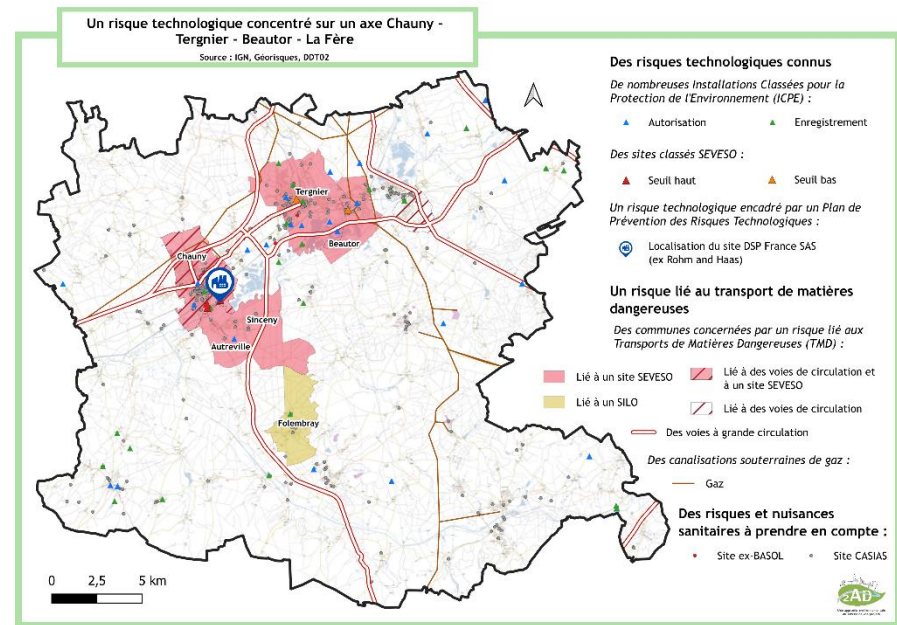 Un risque technologique concentré sur un axe Chauny -
Tergnier - Beautor - La Fère
Source : IGN, Géorisques, DDT02
Tergnier
Beautor
Chauny
Sinceny
Autreville
Folembray
0 2,5 5 km
Des risques technologiques connus
De nombreuses Installations Classées pour la
Protection de l'Environnement (ICPE) :
Autorisation
Enregistrement
Des sites classés SEVESO :
Seuil haut
Seuil bas
Un risque technologique encadré par un Plan de
Prévention des Risques Technologiques :
Localisation du site DSP France SAS
(ex Rohm and Haas)
Un risque lié au transport de matières
dangereuses
Des communes concernées par un risque lié aux
Transports de Matières Dangereuses (TMD) :
Lié à un site SEVESO
Lié à des voies de circulation et
à un site SEVESO
Lié à un SILO
Lié à des voies de circulation
Des voies à grande circulation
Des canalisations souterraines de gaz :
Gaz
Des risques et nuisances
sanitaires à prendre en compte :
Site ex-BASOL
Site CASIAS
2AD